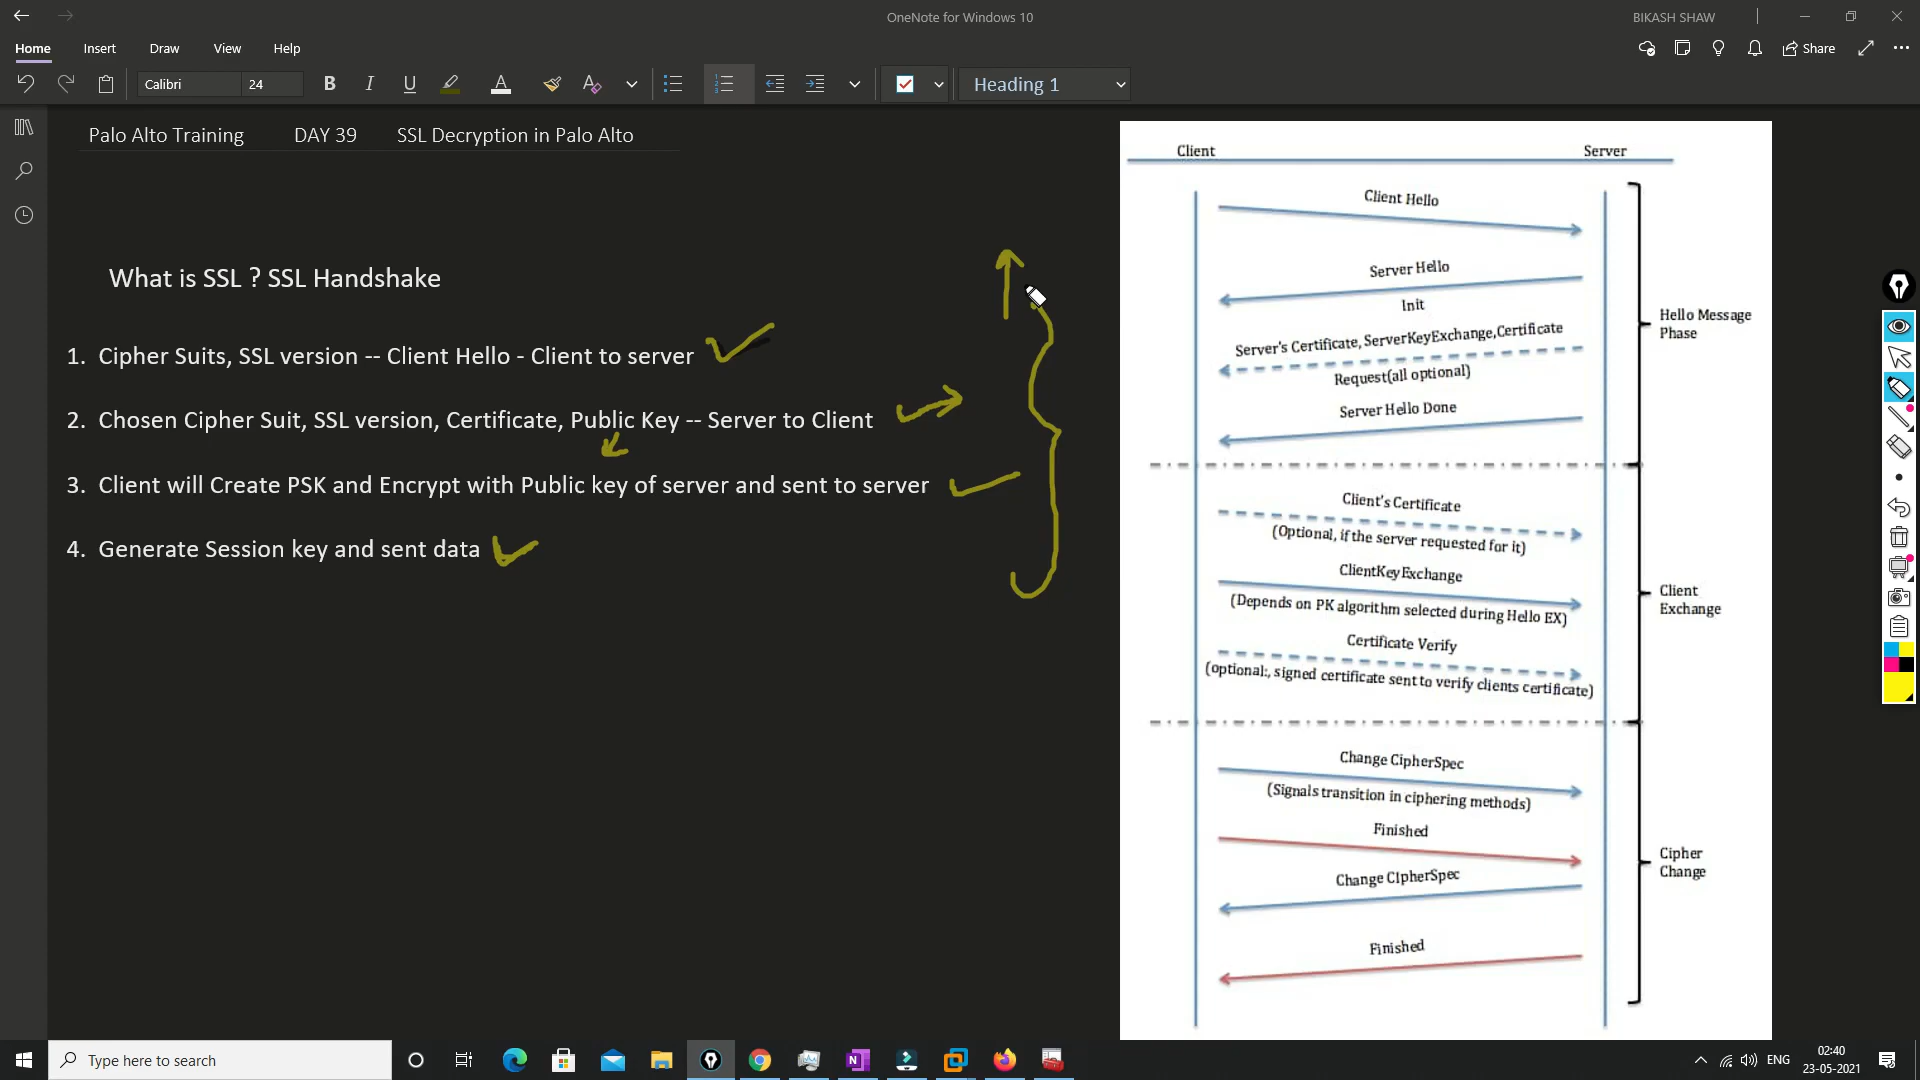 OneNote for Windows 10
BIKASH SHAW
Home Insert Draw View Help
Share
Calibri 24 B I U A A Heading 1
Palo Alto Training DAY 39 SSL Decryption in Palo Alto
What is SSL ? SSL Handshake
1. Cipher Suits, SSL version -- Client Hello - Client to server
2. Chosen Cipher Suit, SSL version, Certificate, Public Key -- Server to Client
3. Client will Create PSK and Encrypt with Public key of server and sent to server
4. Generate Session key and sent data
Client Server
Client Hello
Server Hello
Init
Server's Certificate, ServerKeyExchange,Certificate
Request(all optional)
Server Hello Done
Hello Message
Phase
Client's Certificate
(Optional, if the server requested for it)
ClientKeyExchange
(Depends on PK algorithm selected during Hello EX)
Certificate Verify
(optional:, signed certificate sent to verify clients certificate)
Client
Exchange
Change CipherSpec
(Signals transition in ciphering methods)
Finished
Change CIpherSpec
Finished
Cipher
Change
Type here to search
ENG
02:40
23-05-2021